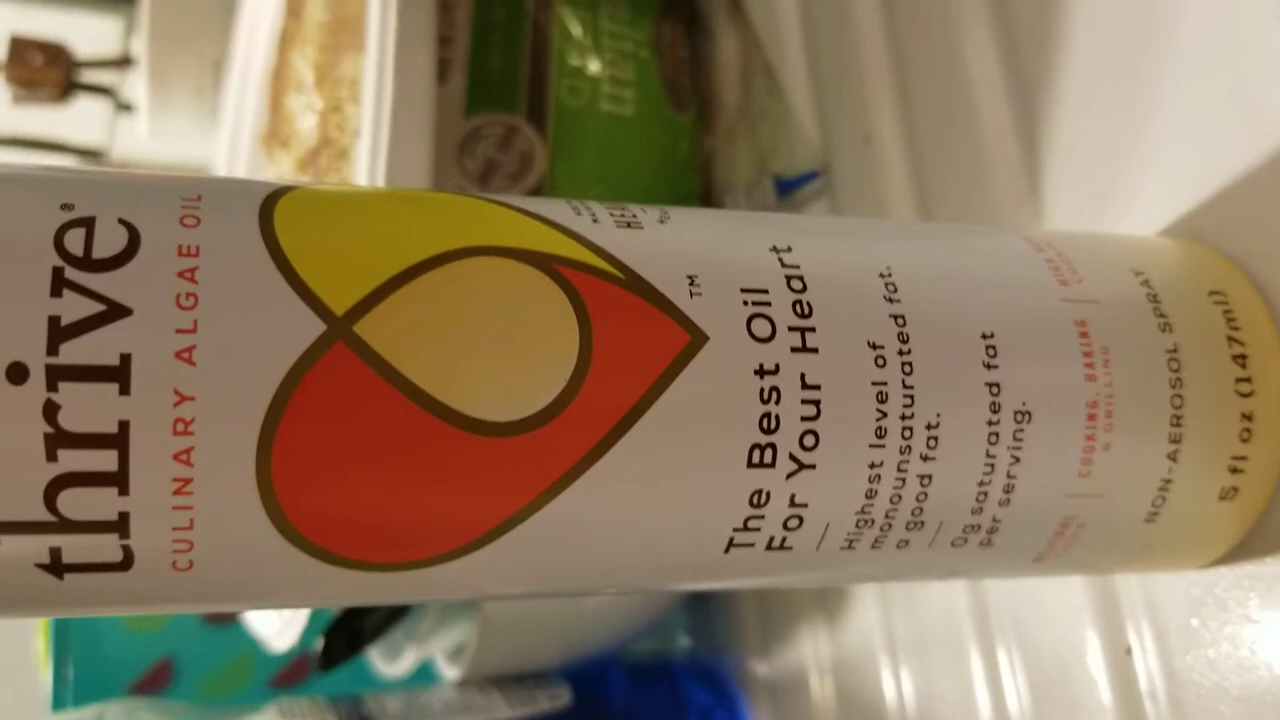 thrive®
CULINARY ALGAE OIL
TM
The Best Oil
For Your Heart
Highest level of
monounsaturated fat.
a good fat.
0g saturated fat
per serving.
COOKING, BAKING
& GRILLING
NON-AEROSOL SPRAY
5 fl oz (147ml)